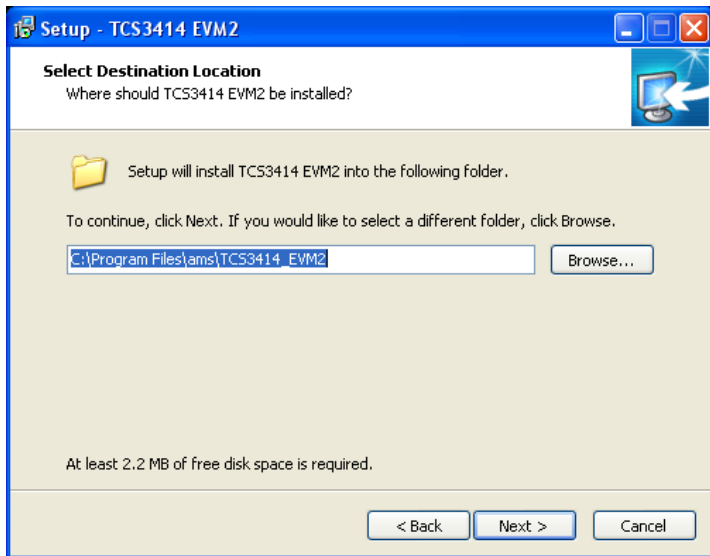 Setup - TCS3414 EVM2
Select Destination Location
Where should TCS3414 EVM2 be installed?
Setup will install TCS3414 EVM2 into the following folder.
To continue, click Next. If you would like to select a different folder, click Browse.
C:\Program Files\ams\TCS3414_EVM2
Browse...
At least 2.2 MB of free disk space is required.
< Back
Next >
Cancel